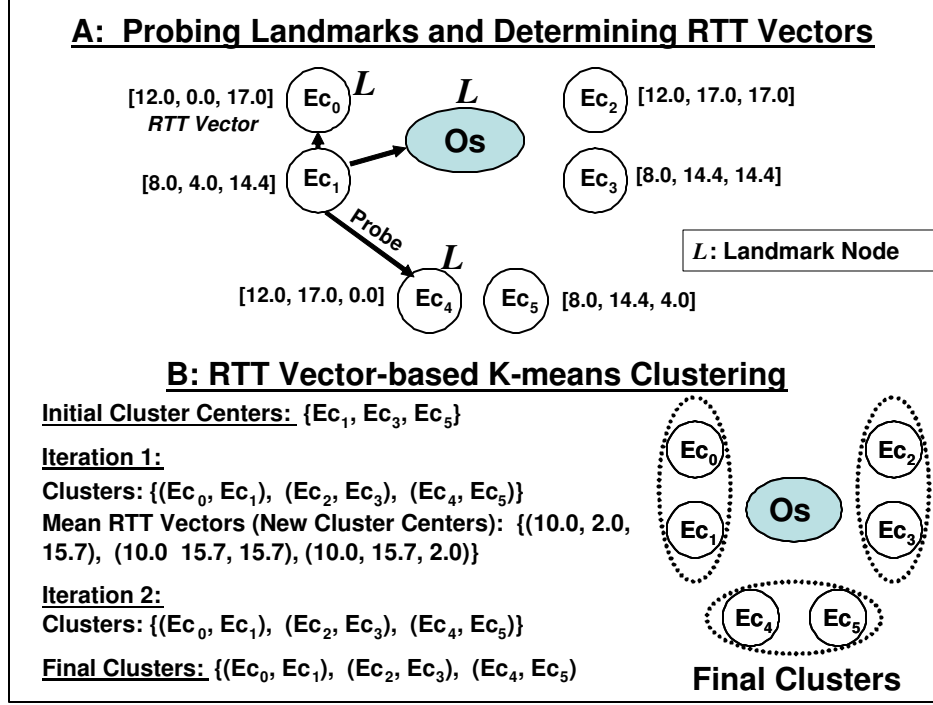 A: Probing Landmarks and Determining RTT Vectors
L
L
[12.0, 0.0, 17.0]
Ec0
Ec2
[12.0, 17.0, 17.0]
RTT Vector
Os
[8.0, 4.0, 14.4]
Ec1
Ec3
[8.0, 14.4, 14.4]
Probe
L
L: Landmark Node
[12.0, 17.0, 0.0]
Ec4
Ec5
[8.0, 14.4, 4.0]
B: RTT Vector-based K-means Clustering
Initial Cluster Centers: {Ec1, Ec3, Ec5}
Iteration 1:
Clusters: {(Ec0, Ec1), (Ec2, Ec3), (Ec4, Ec5)}
Mean RTT Vectors (New Cluster Centers): {(10.0, 2.0,
15.7), (10.0 15.7, 15.7), (10.0, 15.7, 2.0)}
Iteration 2:
Clusters: {(Ec0, Ec1), (Ec2, Ec3), (Ec4, Ec5)}
Final Clusters: {(Ec0, Ec1), (Ec2, Ec3), (Ec4, Ec5)
Ec0
Ec2
Os
Ec1
Ec3
Ec4
Ec5
Final Clusters